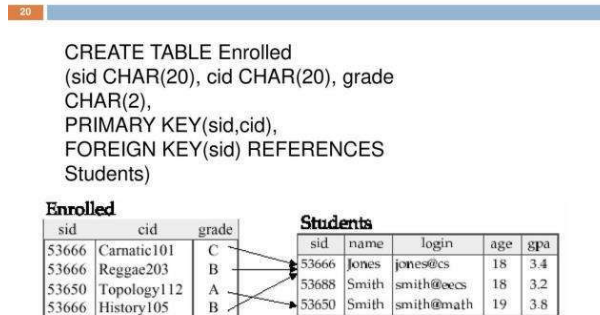 20
CREATE TABLE Enrolled
(sid CHAR(20), cid CHAR(20), grade
CHAR(2),
PRIMARY KEY(sid,cid),
FOREIGN KEY(sid) REFERENCES
Students)
Enrolled
sid cid grade
53666 Carnatic101 C
53666 Reggae203 B
53650 Topology112 A
53666 History105 B
Students
sid name login age gpa
53666 Jones jones@cs 18 3.4
53688 Smith smith@eecs 18 3.2
53650 Smith smith@math 19 3.8